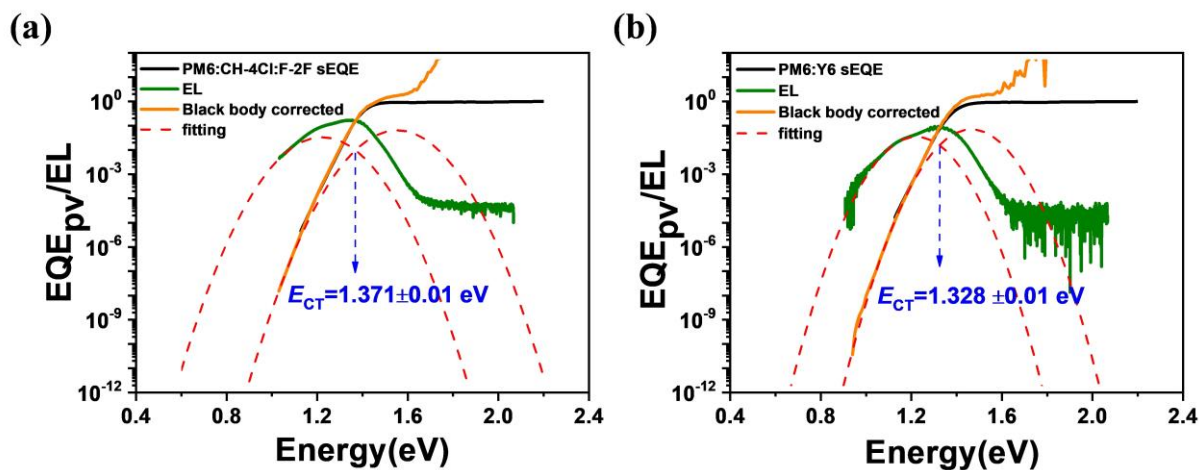 (a)
PM6:CH-4Cl:F-2F sEQE
EL
Black body corrected
fitting
10^0
10^-3
10^-6
10^-9
10^-12
EQE_pv/EL
E_CT=1.371±0.01 eV
0.4 0.8 1.2 1.6 2.0 2.4
Energy(eV)
(b)
PM6:Y6 sEQE
EL
Black body corrected
fitting
10^0
10^-3
10^-6
10^-9
10^-12
EQE_pv/EL
E_CT=1.328 ±0.01 eV
0.4 0.8 1.2 1.6 2.0 2.4
Energy(eV)